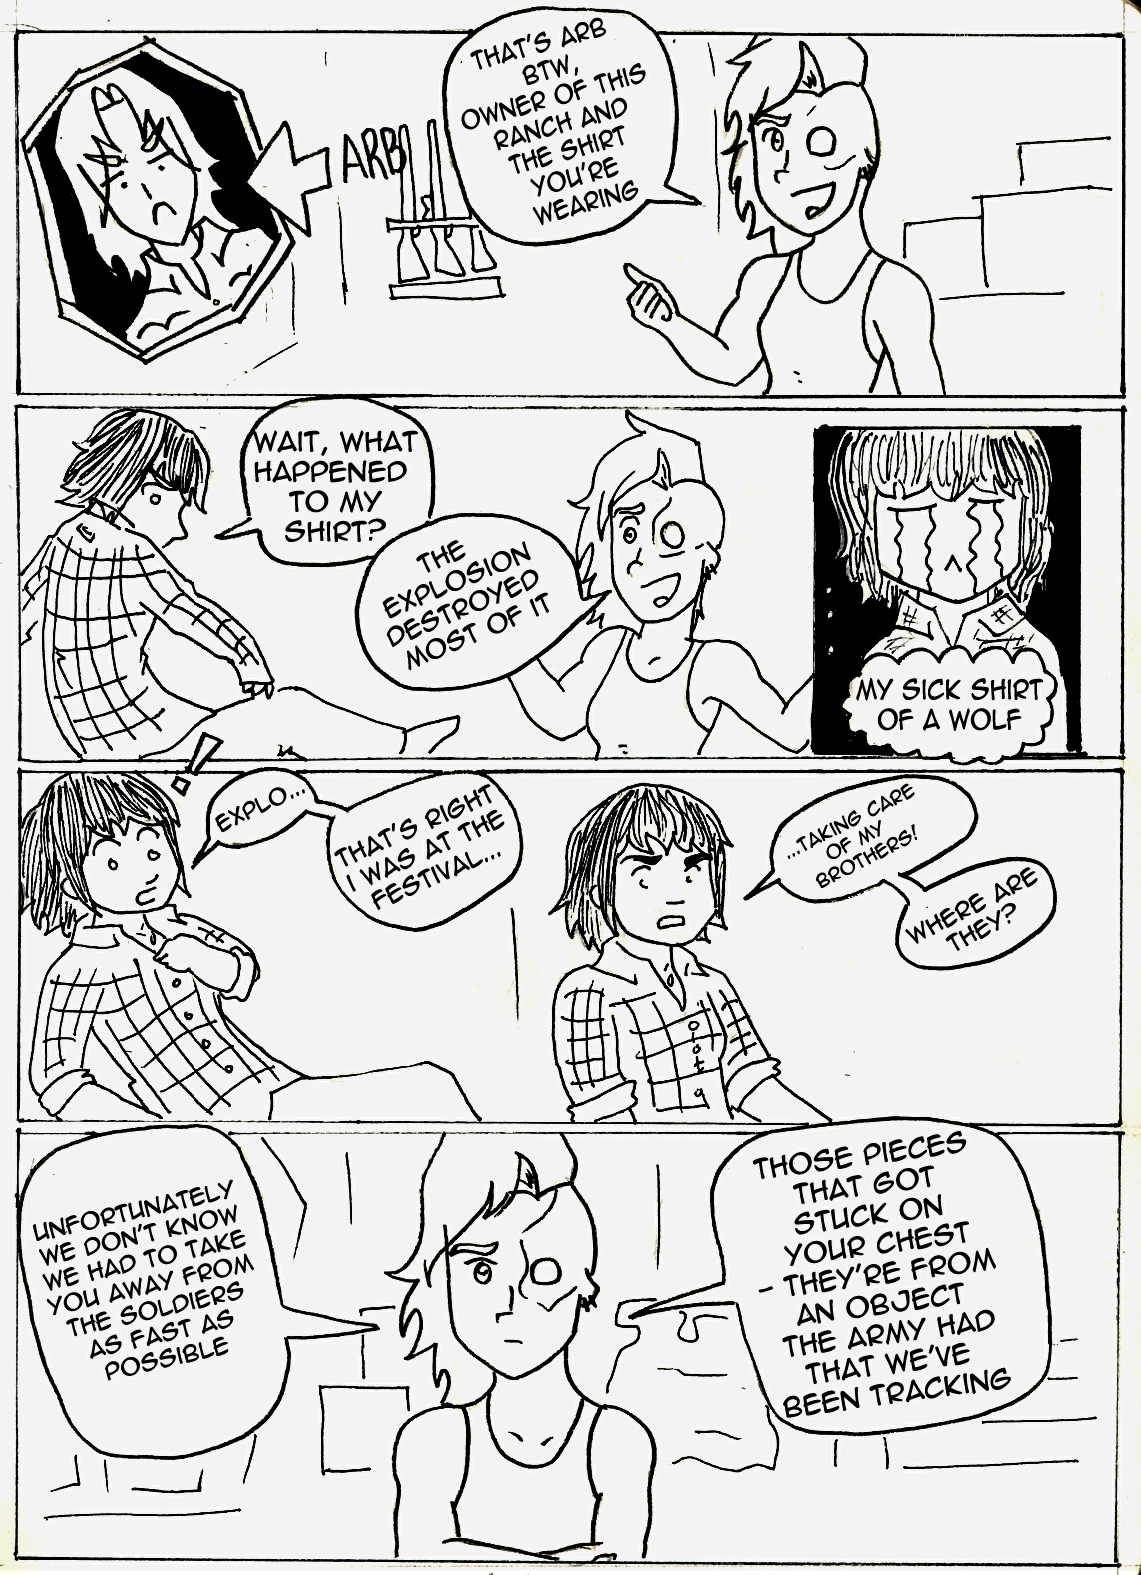 ARB
THAT'S ARB
BTW,
OWNER OF THIS
RANCH AND
THE SHIRT
YOU'RE
WEARING
WAIT, WHAT
HAPPENED
TO MY
SHIRT?
THE
EXPLOSION
DESTROYED
MOST OF IT
MY SICK SHIRT
OF A WOLF
!
EXPLO...
THAT'S RIGHT
I WAS AT THE
FESTIVAL...
...TAKING CARE
OF MY
BROTHERS!
WHERE ARE
THEY?
UNFORTUNATELY
WE DON'T KNOW
WE HAD TO TAKE
YOU AWAY FROM
THE SOLDIERS
AS FAST AS
POSSIBLE
THOSE PIECES
THAT GOT
STUCK ON
YOUR CHEST
- THEY'RE FROM
AN OBJECT
THE ARMY HAD
THAT WE'VE
BEEN TRACKING